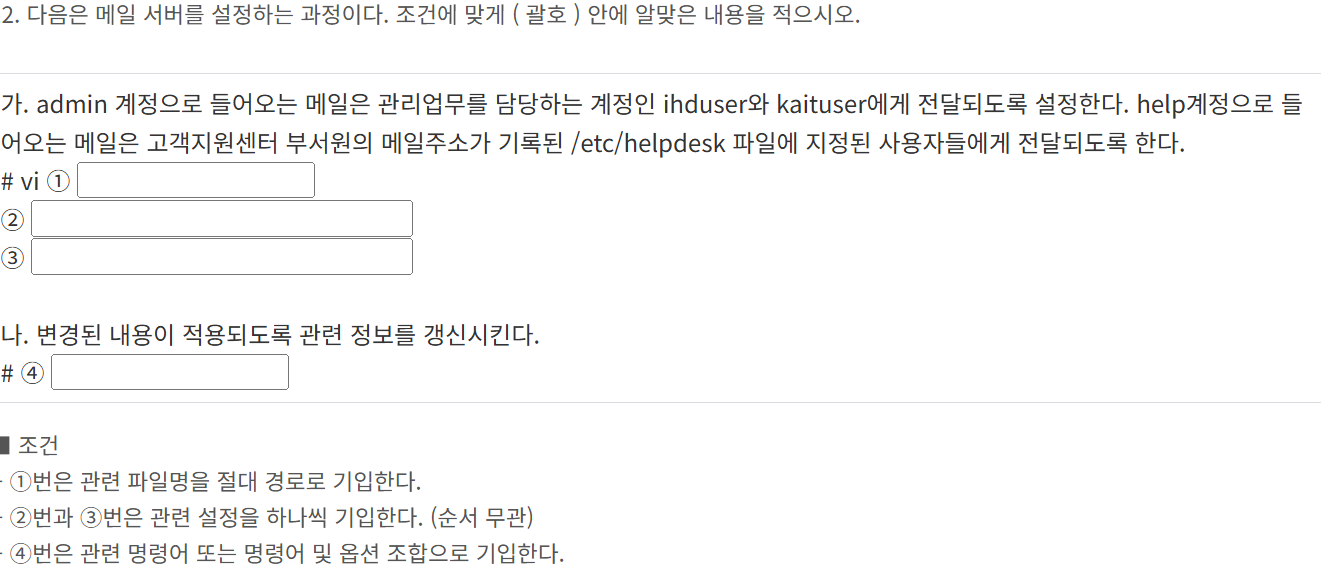 2. 다음은 메일 서버를 설정하는 과정이다. 조건에 맞게 ( 괄호 ) 안에 알맞은 내용을 적으시오.
가. admin 계정으로 들어오는 메일은 관리업무를 담당하는 계정인 ihduser와 kaituser에게 전달되도록 설정한다. help계정으로 들
어오는 메일은 고객지원센터 부서원의 메일주소가 기록된 /etc/helpdesk 파일에 지정된 사용자들에게 전달되도록 한다.
# vi ①
②
③
나. 변경된 내용이 적용되도록 관련 정보를 갱신시킨다.
# ④
■ 조건
- ①번은 관련 파일명을 절대 경로로 기입한다.
- ②번과 ③번은 관련 설정을 하나씩 기입한다. (순서 무관)
- ④번은 관련 명령어 또는 명령어 및 옵션 조합으로 기입한다.